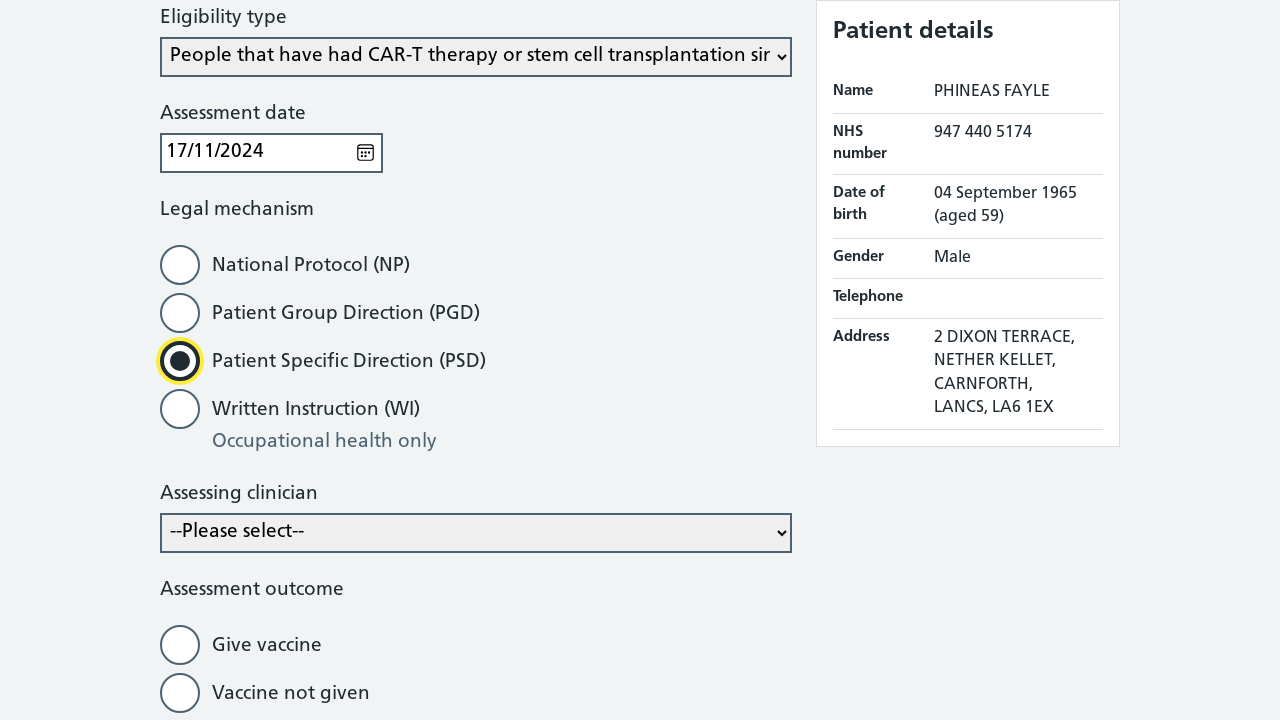 Eligibility type
People that have had CAR-T therapy or stem cell transplantation sin
Assessment date
17/11/2024
Legal mechanism
National Protocol (NP)
Patient Group Direction (PGD)
Patient Specific Direction (PSD)
Written Instruction (WI)
Occupational health only
Assessing clinician
--Please select--
Assessment outcome
Give vaccine
Vaccine not given
Patient details
Name PHINEAS FAYLE
NHS number 947 440 5174
Date of birth 04 September 1965
(aged 59)
Gender Male
Telephone
Address 2 DIXON TERRACE,
NETHER KELLET,
CARNFORTH,
LANCS, LA6 1EX